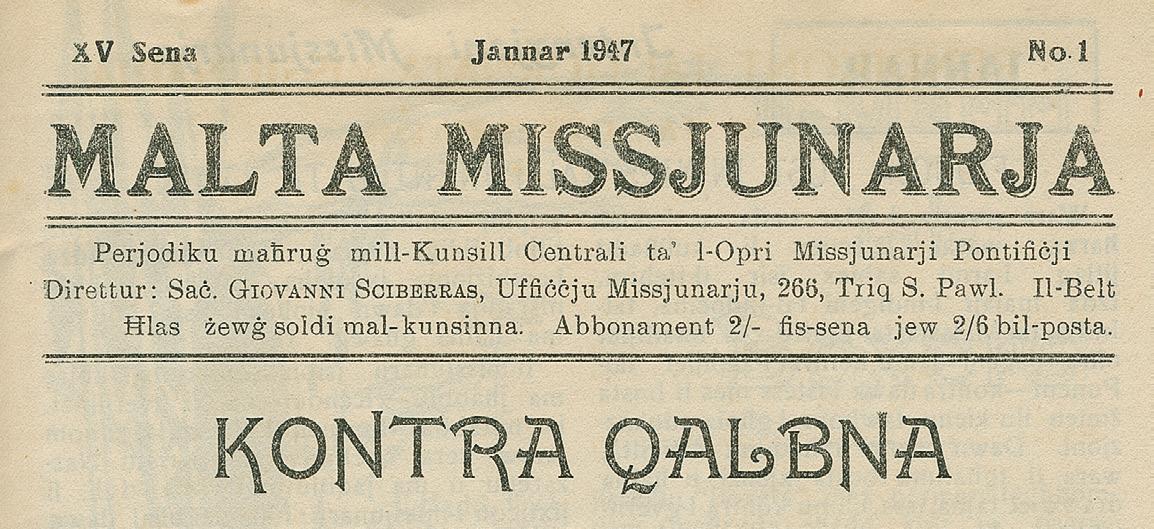 XV Sena Jannar 1947 No. 1
MALTA MISSJUNARJA
Perjodiku maħruġ mill-Kunsill Centrali ta' l-Opri Missjunarji Pontifiċji
Direttur: Saċ. GIOVANNI SCIBERRAS, Uffiċċju Missjunarju, 266, Triq S. Pawl. Il-Belt
Ħlas żewġ soldi mal-kunsinna. Abbonament 2/- fis-sena jew 2/6 bil-posta.
KONTRA QALBNA